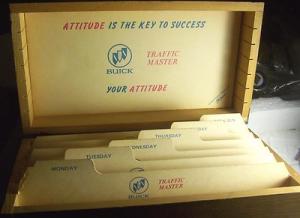 ATTITUDE IS THE KEY TO SUCCESS
BUICK
TRAFFIC
MASTER
YOUR ATTITUDE
THURSDAY
WEDNESDAY
TUESDAY
MONDAY
BUICK
TRAFFIC
MASTER